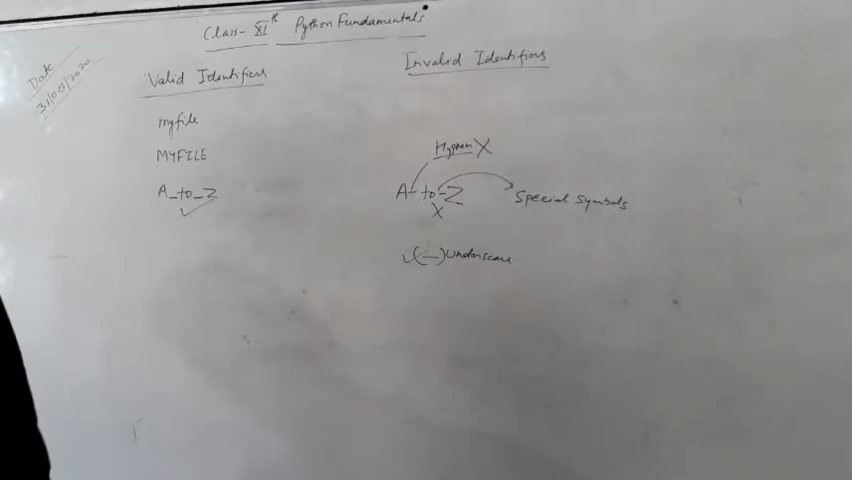 Class- XIth Python Fundamentals
Date
31/08/2020
Valid Identifiers
myfile
MYFILE
A_to_Z
✓
Invalid Identifiers
Hyphen X
A-to-Z
X
Special Symbols
✓(—) Underscore